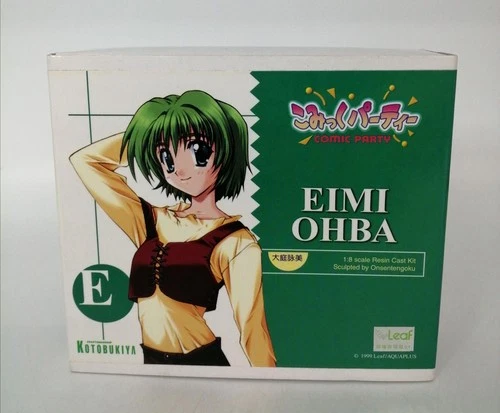 こみっくパーティー
COMIC PARTY
EIMI
OHBA
大庭詠美
1:8 scale Resin Cast Kit
Sculpted by Onsentengoku
E
KOTOBUKIYA
Leaf
© 1999 Leaf/AQUAPLUS